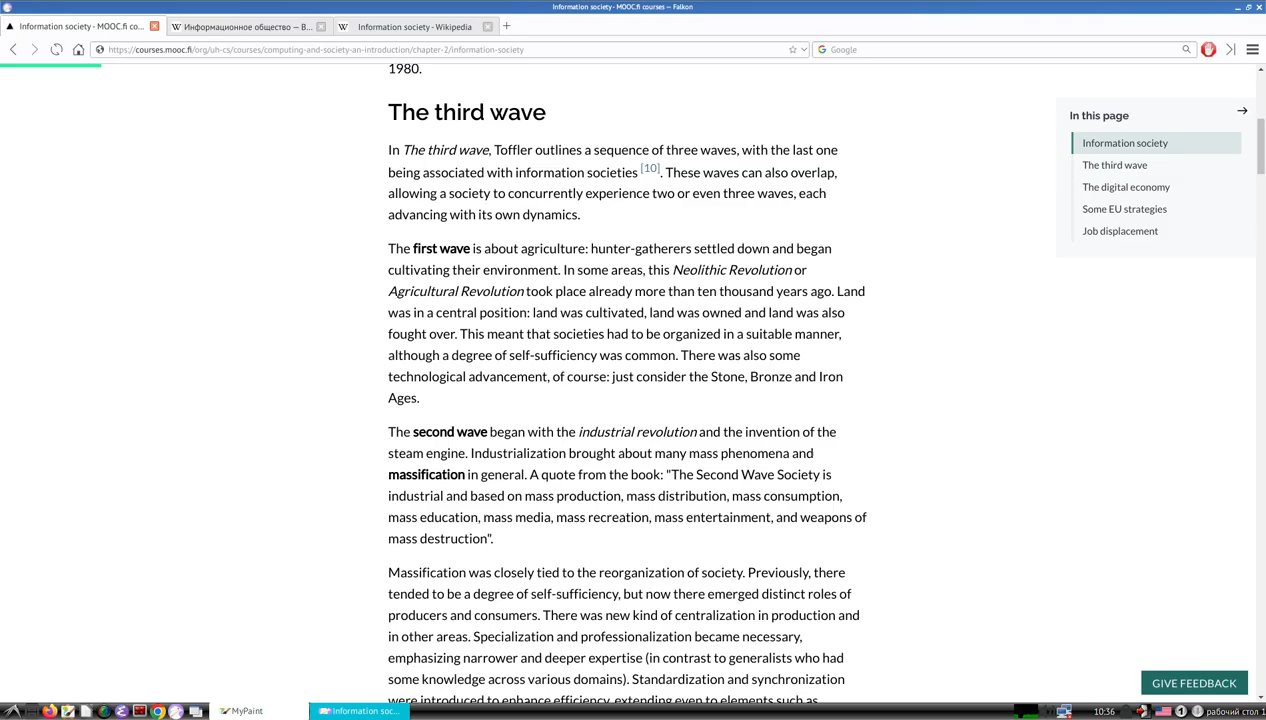 Information society - MOOC.fi courses — Falkon
Information society - MOOC.fi co...
Информационное общество — В...
Information society - Wikipedia
https://courses.mooc.fi/org/uh-cs/courses/computing-and-society-an-introduction/chapter-2/information-society
Google
1980.
The third wave
In The third wave, Toffler outlines a sequence of three waves, with the last one
being associated with information societies [10]. These waves can also overlap,
allowing a society to concurrently experience two or even three waves, each
advancing with its own dynamics.
The first wave is about agriculture: hunter-gatherers settled down and began
cultivating their environment. In some areas, this Neolithic Revolution or
Agricultural Revolution took place already more than ten thousand years ago. Land
was in a central position: land was cultivated, land was owned and land was also
fought over. This meant that societies had to be organized in a suitable manner,
although a degree of self-sufficiency was common. There was also some
technological advancement, of course: just consider the Stone, Bronze and Iron
Ages.
The second wave began with the industrial revolution and the invention of the
steam engine. Industrialization brought about many mass phenomena and
massification in general. A quote from the book: "The Second Wave Society is
industrial and based on mass production, mass distribution, mass consumption,
mass education, mass media, mass recreation, mass entertainment, and weapons of
mass destruction".
Massification was closely tied to the reorganization of society. Previously, there
tended to be a degree of self-sufficiency, but now there emerged distinct roles of
producers and consumers. There was new kind of centralization in production and
in other areas. Specialization and professionalization became necessary,
emphasizing narrower and deeper expertise (in contrast to generalists who had
some knowledge across various domains). Standardization and synchronization
were introduced to enhance efficiency, extending even to elements such as
In this page
Information society
The third wave
The digital economy
Some EU strategies
Job displacement
GIVE FEEDBACK
MyPaint
Information soc...
10:36
1
рабочий стол 1